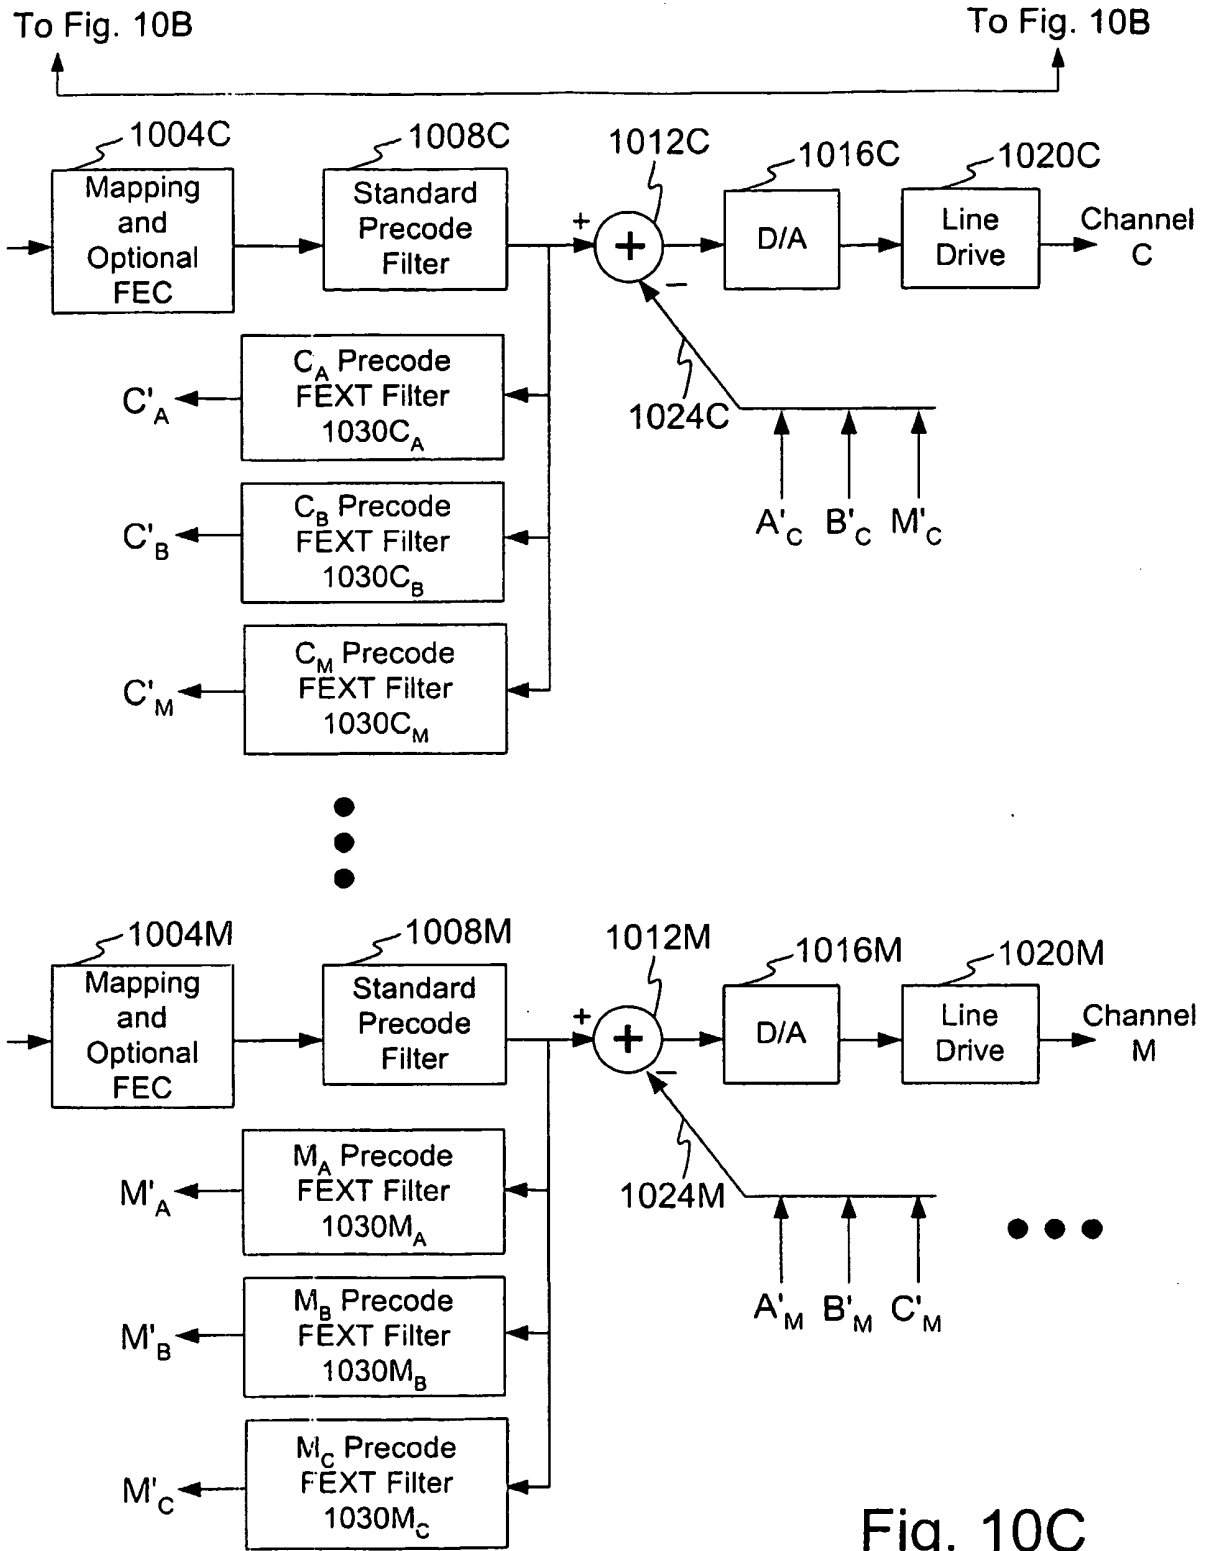 To Fig. 10B
To Fig. 10B
1004C
1008C
1012C
1016C
1020C
Mapping
and
Optional
FEC
Standard
Precode
Filter
+
+
−
D/A
Line
Drive
Channel
C
C'A
CA Precode
FEXT Filter
1030CA
1024C
C'B
CB Precode
FEXT Filter
1030CB
A'C B'C M'C
C'M
CM Precode
FEXT Filter
1030CM
1004M
1008M
1012M
1016M
1020M
Mapping
and
Optional
FEC
Standard
Precode
Filter
+
+
−
D/A
Line
Drive
Channel
M
M'A
MA Precode
FEXT Filter
1030MA
1024M
M'B
MB Precode
FEXT Filter
1030MB
A'M B'M C'M
M'C
MC Precode
FEXT Filter
1030MC
Fig. 10C